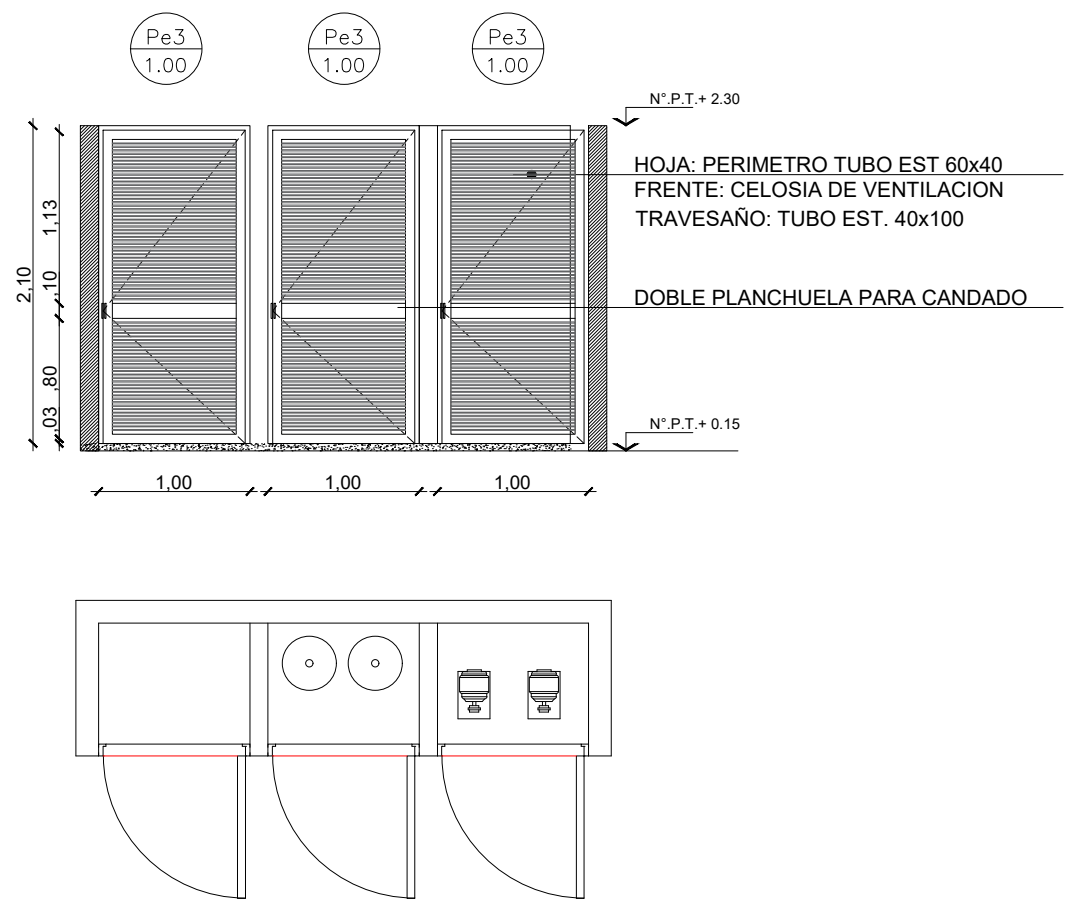 Pe3
1.00
Pe3
1.00
Pe3
1.00
N°.P.T.+ 2.30
HOJA: PERIMETRO TUBO EST 60x40
FRENTE: CELOSIA DE VENTILACION
TRAVESAÑO: TUBO EST. 40x100
2,10
1,13
,10
,80
,03
DOBLE PLANCHUELA PARA CANDADO
N°.P.T.+ 0.15
1,00
1,00
1,00